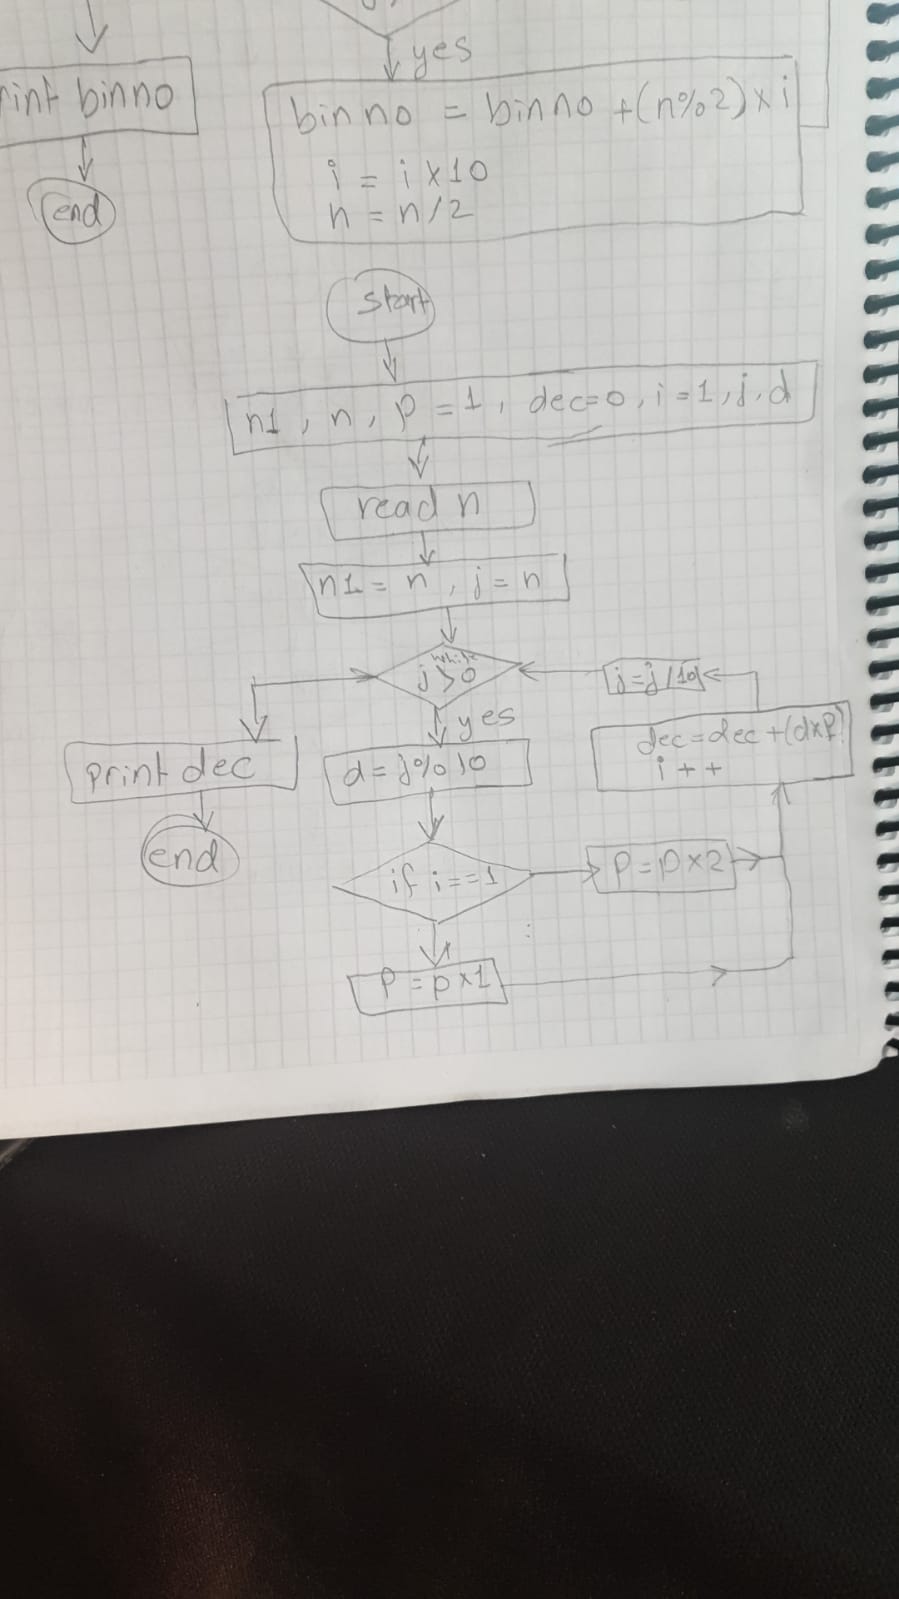 yes
binno
binno = binno +(n%2)×i
i = i×10
n = n/2
end
start
n1, n, p=1, dec=0, i=1, j, d
read n
n1=n, j=n
while
j>0
j=j/10
yes
dec=dec+(d×p)
i++
print dec
d=j%10
end
if i==1
p=p×2
p=p×1